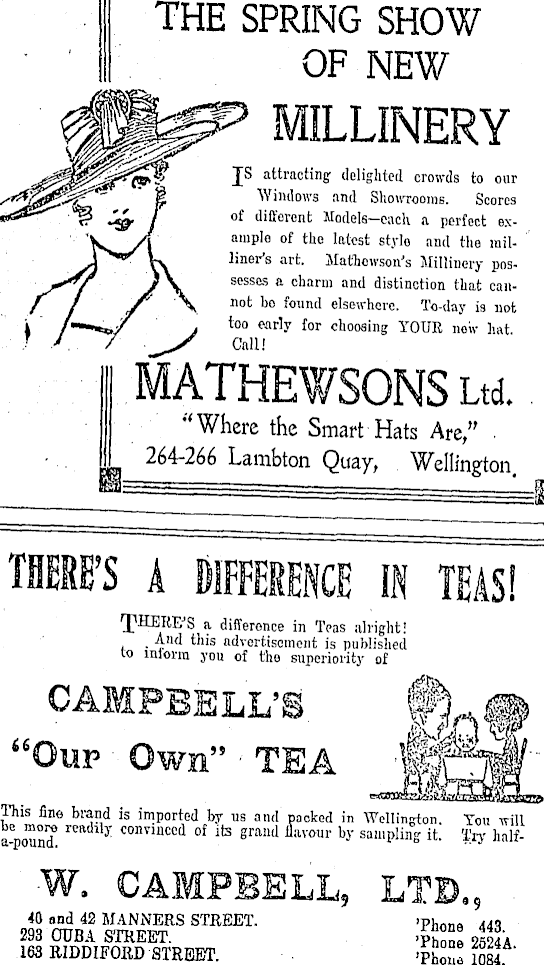 THE SPRING SHOW
OF NEW
MILLINERY
IS attracting delighted crowds to our
Windows and Showrooms. Scores
of different Models—each a perfect ex-
ample of the latest style and the mil-
liner's art. Mathewson's Millinery pos-
sesses a charm and distinction that can-
not be found elsewhere. To-day is not
too early for choosing YOUR new hat.
Call!
MATHEWSONS Ltd.
"Where the Smart Hats Are,"
264-266 Lambton Quay, Wellington.
THERE'S A DIFFERENCE IN TEAS!
THERE'S a difference in Teas alright!
And this advertisement is published
to inform you of the superiority of
CAMPBELL'S
"Our Own" TEA
This fine brand is imported by us and packed in Wellington. You will
be more readily convinced of its grand flavour by sampling it. Try half-
a-pound.
W. CAMPBELL, LTD.,
40 and 42 MANNERS STREET. 'Phone 443.
293 CUBA STREET. 'Phone 2524A.
163 RIDDIFORD STREET. 'Phone 1084.